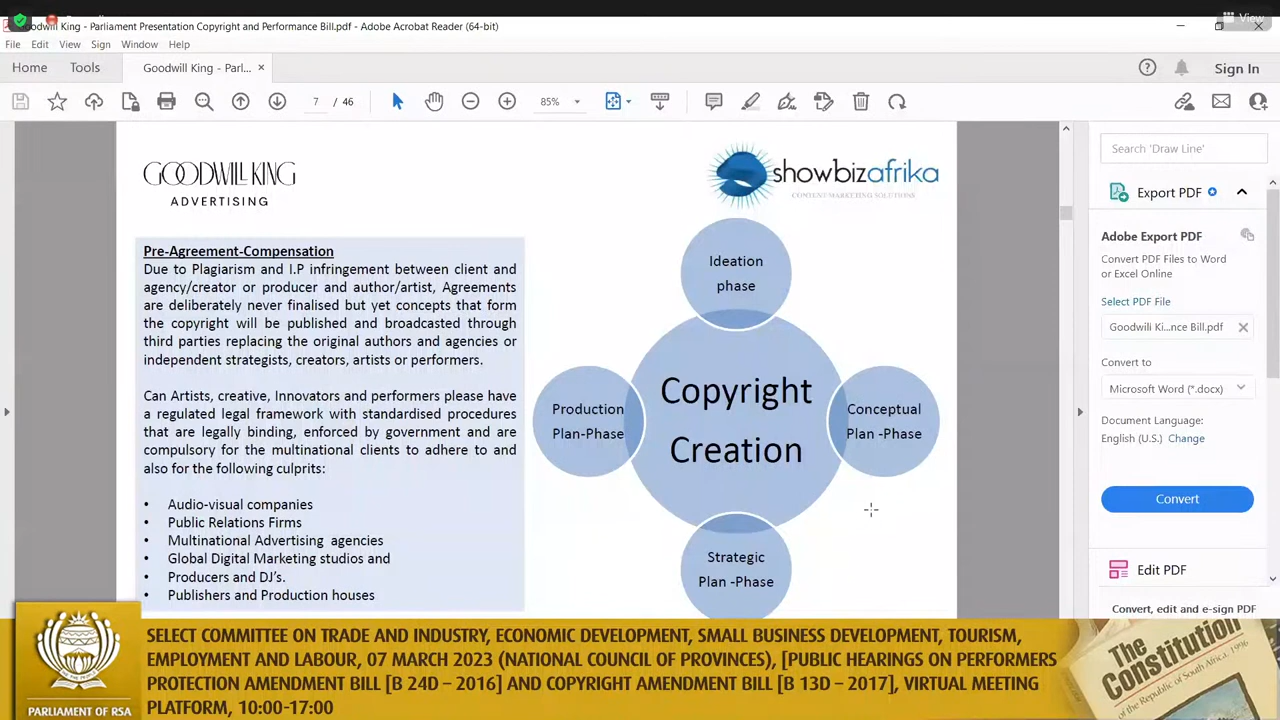 Goodwill King - Parliament Presentation Copyright and Performance Bill.pdf - Adobe Acrobat Reader (64-bit)
View
File Edit View Sign Window Help
Home Tools Goodwill King - Parl... × Sign In
7 / 46 85%
GOODWILL KING
ADVERTISING
showbizafrika
CONTENT MARKETING SOLUTIONS
Pre-Agreement-Compensation
Due to Plagiarism and I.P infringement between client and
agency/creator or producer and author/artist, Agreements
are deliberately never finalised but yet concepts that form
the copyright will be published and broadcasted through
third parties replacing the original authors and agencies or
independent strategists, creators, artists or performers.
Can Artists, creative, Innovators and performers please have
a regulated legal framework with standardised procedures
that are legally binding, enforced by government and are
compulsory for the multinational clients to adhere to and
also for the following culprits:
• Audio-visual companies
• Public Relations Firms
• Multinational Advertising agencies
• Global Digital Marketing studios and
• Producers and DJ's.
• Publishers and Production houses
Ideation
phase
Production
Plan-Phase
Copyright
Creation
Conceptual
Plan -Phase
Strategic
Plan -Phase
Search 'Draw Line'
Export PDF
Adobe Export PDF
Convert PDF Files to Word
or Excel Online
Select PDF File
Goodwili Ki...nce Bill.pdf
Convert to
Microsoft Word (*.docx)
Document Language:
English (U.S.) Change
Convert
Edit PDF
Convert, edit and e-sign PDF
PARLIAMENT OF RSA
SELECT COMMITTEE ON TRADE AND INDUSTRY, ECONOMIC DEVELOPMENT, SMALL BUSINESS DEVELOPMENT, TOURISM,
EMPLOYMENT AND LABOUR, 07 MARCH 2023 (NATIONAL COUNCIL OF PROVINCES), [PUBLIC HEARINGS ON PERFORMERS
PROTECTION AMENDMENT BILL [B 24D – 2016] AND COPYRIGHT AMENDMENT BILL [B 13D – 2017], VIRTUAL MEETING
PLATFORM, 10:00-17:00
The
Constitution
of the Republic of South Africa, 1996